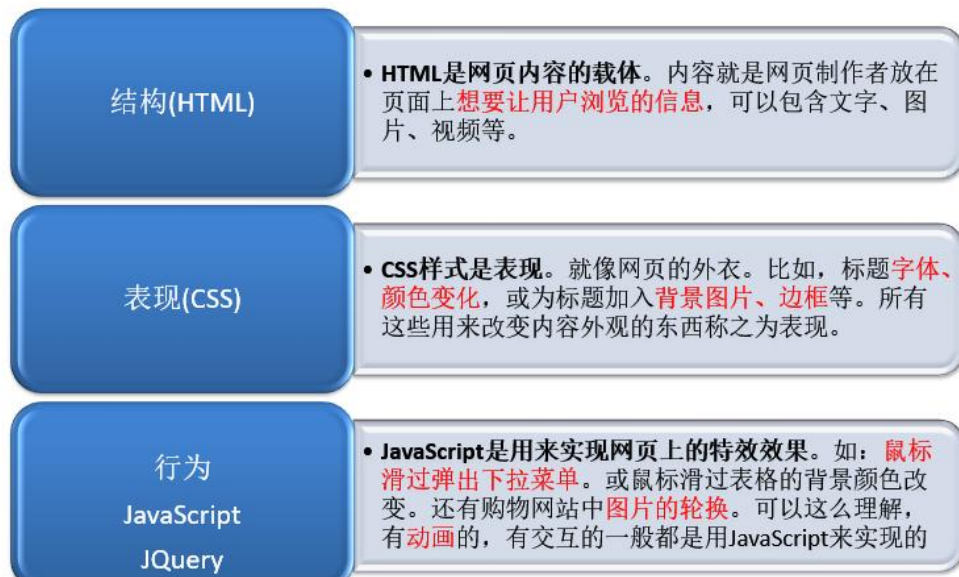 结构(HTML)
• HTML是网页内容的载体。内容就是网页制作者放在
页面上想要让用户浏览的信息，可以包含文字、图
片、视频等。
表现(CSS)
• CSS样式是表现。就像网页的外衣。比如，标题字体、
颜色变化，或为标题加入背景图片、边框等。所有
这些用来改变内容外观的东西称之为表现。
行为
JavaScript
JQuery
• JavaScript是用来实现网页上的特效效果。如：鼠标
滑过弹出下拉菜单。或鼠标滑过表格的背景颜色改
变。还有购物网站中图片的轮换。可以这么理解，
有动画的，有交互的一般都是用JavaScript来实现的